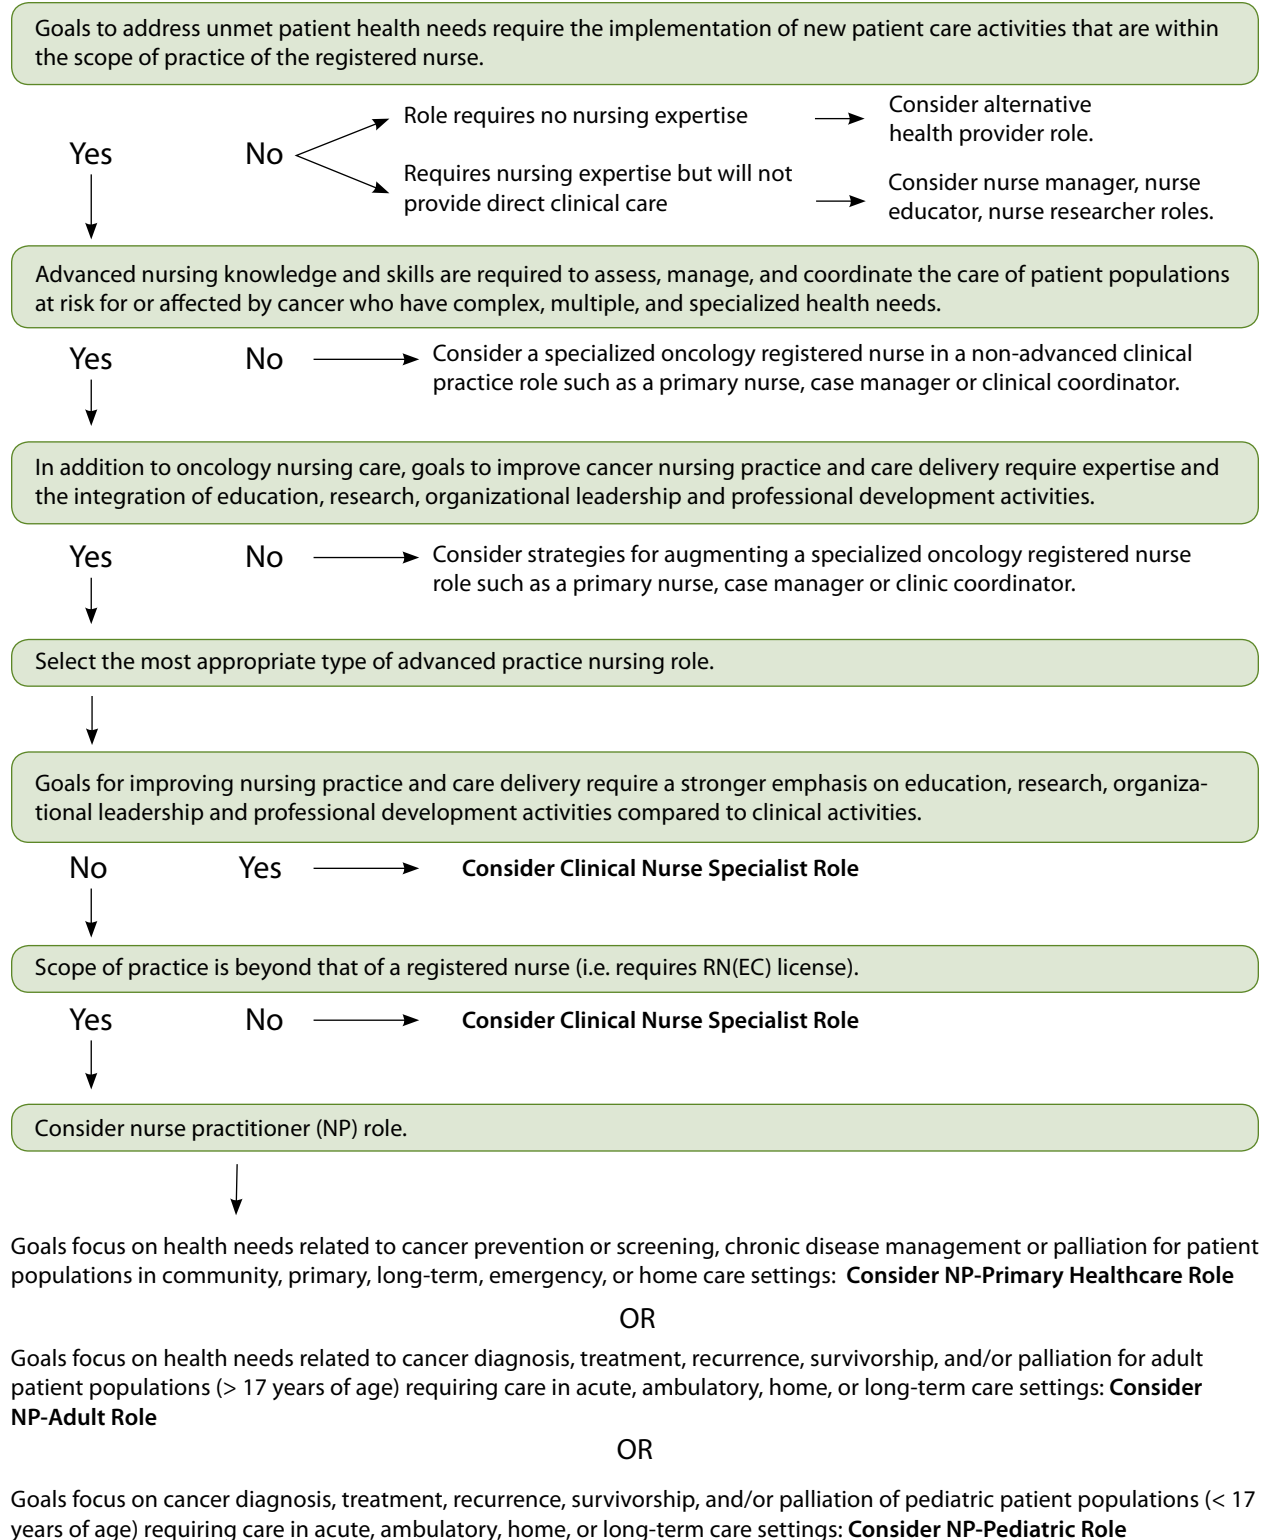 Goals to address unmet patient health needs require the implementation of new patient care activities that are within
the scope of practice of the registered nurse.
Yes
No
Role requires no nursing expertise
Consider alternative
health provider role.
Requires nursing expertise but will not
provide direct clinical care
Consider nurse manager, nurse
educator, nurse researcher roles.
Advanced nursing knowledge and skills are required to assess, manage, and coordinate the care of patient populations
at risk for or affected by cancer who have complex, multiple, and specialized health needs.
Yes
No
Consider a specialized oncology registered nurse in a non-advanced clinical
practice role such as a primary nurse, case manager or clinical coordinator.
In addition to oncology nursing care, goals to improve cancer nursing practice and care delivery require expertise and
the integration of education, research, organizational leadership and professional development activities.
Yes
No
Consider strategies for augmenting a specialized oncology registered nurse
role such as a primary nurse, case manager or clinic coordinator.
Select the most appropriate type of advanced practice nursing role.
Goals for improving nursing practice and care delivery require a stronger emphasis on education, research, organiza-
tional leadership and professional development activities compared to clinical activities.
No
Yes
Consider Clinical Nurse Specialist Role
Scope of practice is beyond that of a registered nurse (i.e. requires RN(EC) license).
Yes
No
Consider Clinical Nurse Specialist Role
Consider nurse practitioner (NP) role.
Goals focus on health needs related to cancer prevention or screening, chronic disease management or palliation for patient
populations in community, primary, long-term, emergency, or home care settings: Consider NP-Primary Healthcare Role
OR
Goals focus on health needs related to cancer diagnosis, treatment, recurrence, survivorship, and/or palliation for adult
patient populations (> 17 years of age) requiring care in acute, ambulatory, home, or long-term care settings: Consider
NP-Adult Role
OR
Goals focus on cancer diagnosis, treatment, recurrence, survivorship, and/or palliation of pediatric patient populations (< 17
years of age) requiring care in acute, ambulatory, home, or long-term care settings: Consider NP-Pediatric Role